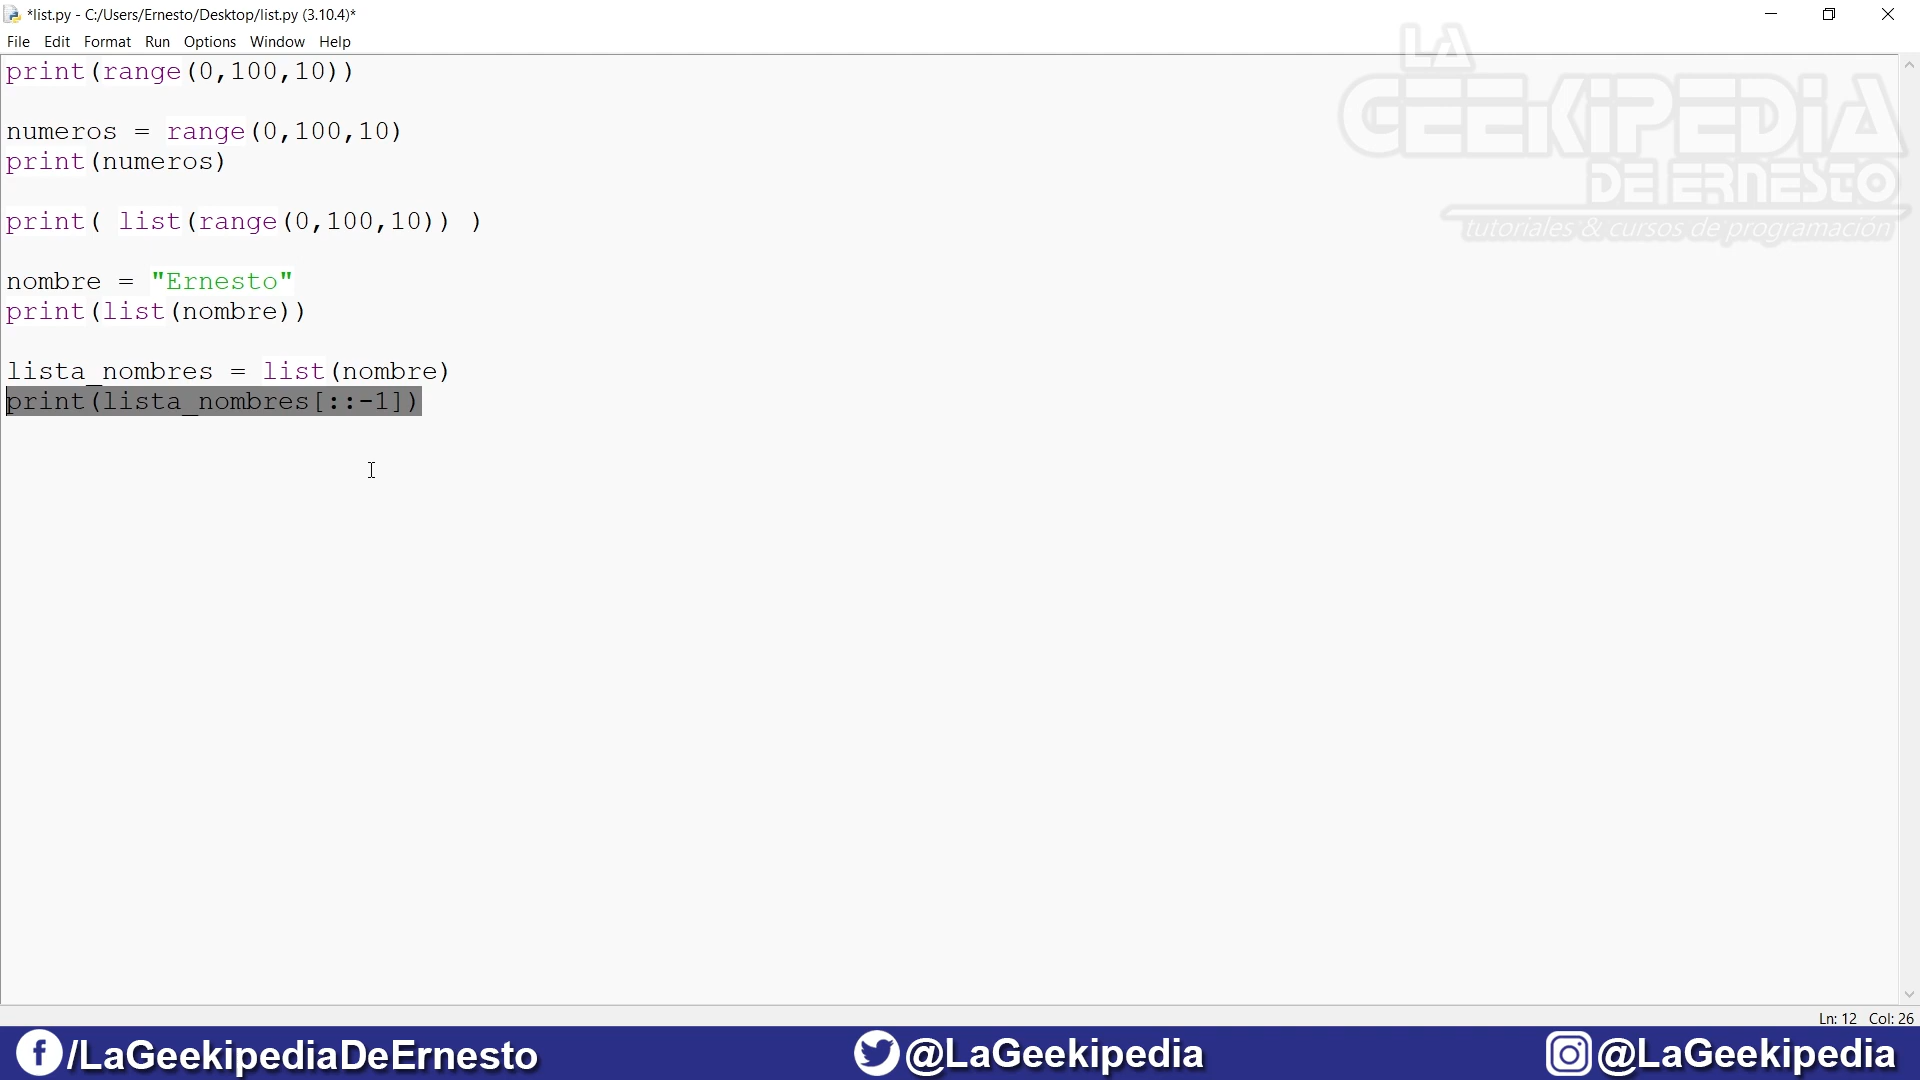 *list.py - C:/Users/Ernesto/Desktop/list.py (3.10.4)*
File Edit Format Run Options Window Help
print(range(0,100,10))
numeros = range(0,100,10)
print(numeros)
print( list(range(0,100,10)) )
nombre = "Ernesto"
print(list(nombre))
lista_nombres = list(nombre)
print(lista_nombres[::-1])
LA
GEEKIPEDIA
DE ERNESTO
tutoriales & cursos de programación
Ln: 12 Col: 26
/LaGeekipediaDeErnesto @LaGeekipedia @LaGeekipedia